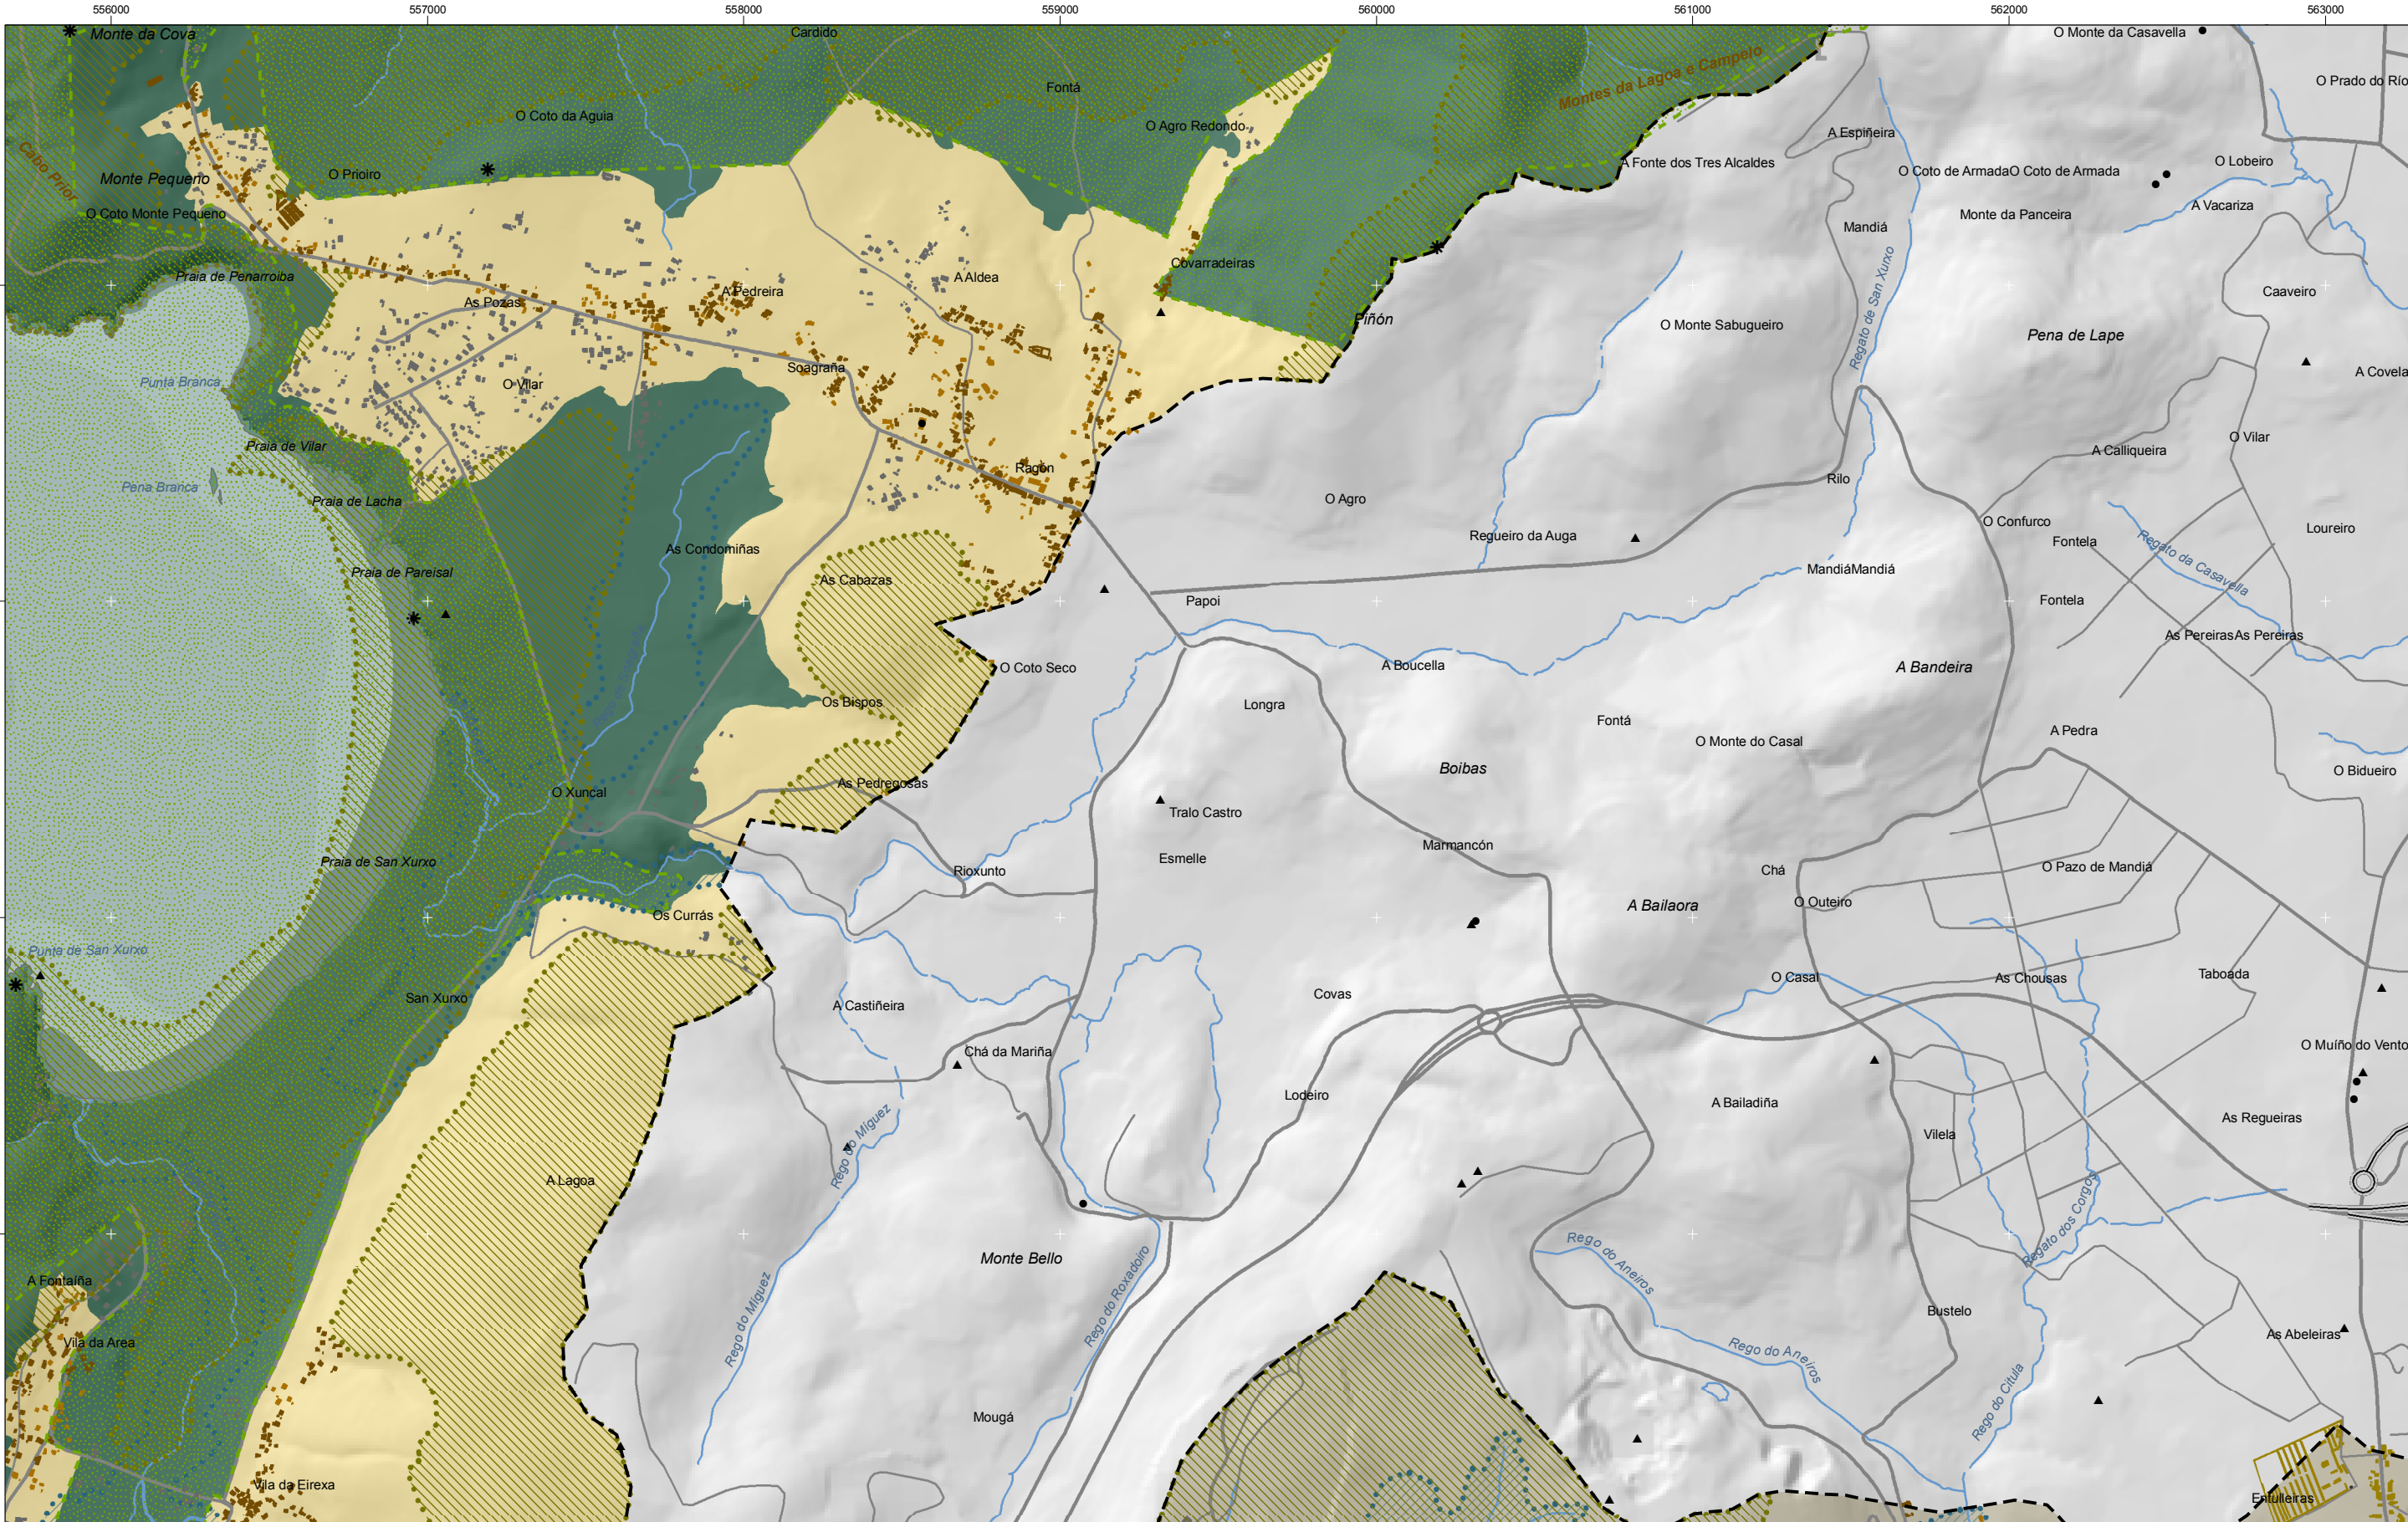 556000 557000 558000 559000 560000 561000 562000 563000
Monte da Cova
Cardido
O Monte da Casavella
O Prado do Río
Fontá
Montes da Lagoa e Campelo
O Coto da Aguia
O Agro Redondo
A Espiñeira
Cabo Prior
Monte Pequeno
O Prioiro
A Fonte dos Tres Alcaldes
O Coto de Armada
O Coto de Armada
O Lobeiro
O Coto Monte Pequeno
Monte da Panceira
A Vacariza
Mandiá
Praia de Penarroiba
Covarradeiras
A Aldea
A Pedreira
As Pozas
Regato de San Xurxo
Caaveiro
Piñón
O Monte Sabugueiro
Pena de Lape
Punta Branca
O Vilar
Soagraña
A Covela
Praia de Vilar
Ragón
A Calliqueira
O Vilar
Pena Branca
Praia de Lacha
O Agro
Rilo
O Confurco
Loureiro
Regueiro da Auga
Fontela
As Condomiñas
Praia de Pareisal
As Cabazas
Mandiá
Mandiá
Regato da Casavella
Papoi
Fontela
As Pereiras
As Pereiras
O Coto Seco
A Boucella
A Bandeira
Os Bispos
Longra
Fontá
O Monte do Casal
A Pedra
Boibas
O Bidueiro
As Pedregosas
O Xuncal
Tralo Castro
Marmancón
Praia de San Xurxo
Esmelle
Rioxunto
Chá
O Pazo de Mandiá
Os Currás
A Bailaora
O Outeiro
Punta de San Xurxo
San Xurxo
A Castiñeira
Covas
O Casal
As Chousas
Taboada
Chá da Mariña
O Muíño do Vento
Lodeiro
A Bailadiña
As Regueiras
Rego do Míguez
Vilela
A Lagoa
Regato dos Corgos
Monte Bello
Rego do Roxadoiro
Rego do Aneiros
A Fontaíña
Rego do Míguez
Bustelo
Vila da Area
Rego do Aneiros
As Abeleiras
Rego do Cítula
Mougá
Vila da Eirexa
Entulleiras